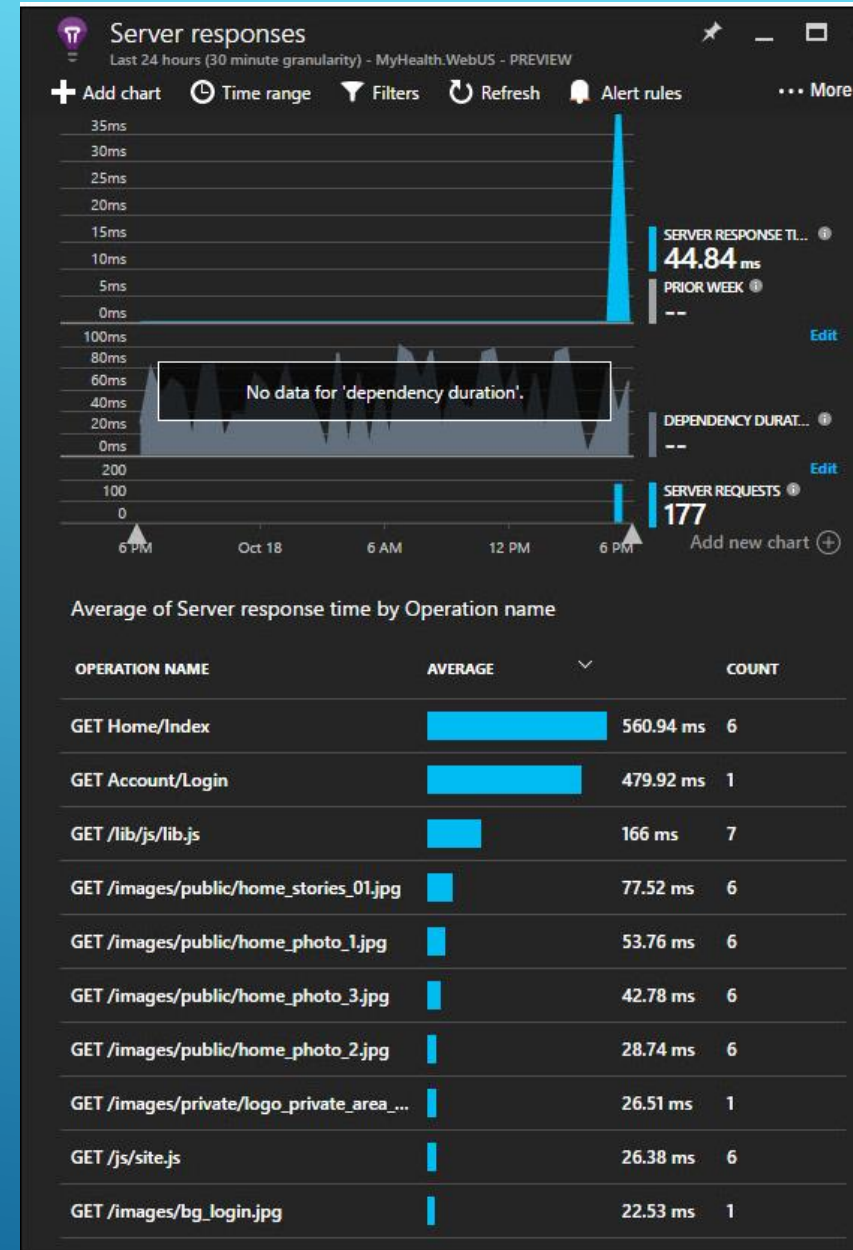 Server responses
Last 24 hours (30 minute granularity) - MyHealth.WebUS - PREVIEW
Add chart Time range Filters Refresh Alert rules ... More
35ms
30ms
25ms
20ms
15ms
10ms
5ms
0ms
SERVER RESPONSE TI...
44.84 ms
PRIOR WEEK
--
Edit
100ms
80ms
60ms
40ms
20ms
0ms
No data for 'dependency duration'.
DEPENDENCY DURAT...
--
Edit
200
100
0
SERVER REQUESTS
177
6 PM Oct 18 6 AM 12 PM 6 PM
Add new chart
Average of Server response time by Operation name
OPERATION NAME AVERAGE COUNT
GET Home/Index 560.94 ms 6
GET Account/Login 479.92 ms 1
GET /lib/js/lib.js 166 ms 7
GET /images/public/home_stories_01.jpg 77.52 ms 6
GET /images/public/home_photo_1.jpg 53.76 ms 6
GET /images/public/home_photo_3.jpg 42.78 ms 6
GET /images/public/home_photo_2.jpg 28.74 ms 6
GET /images/private/logo_private_area_... 26.51 ms 1
GET /js/site.js 26.38 ms 6
GET /images/bg_login.jpg 22.53 ms 1